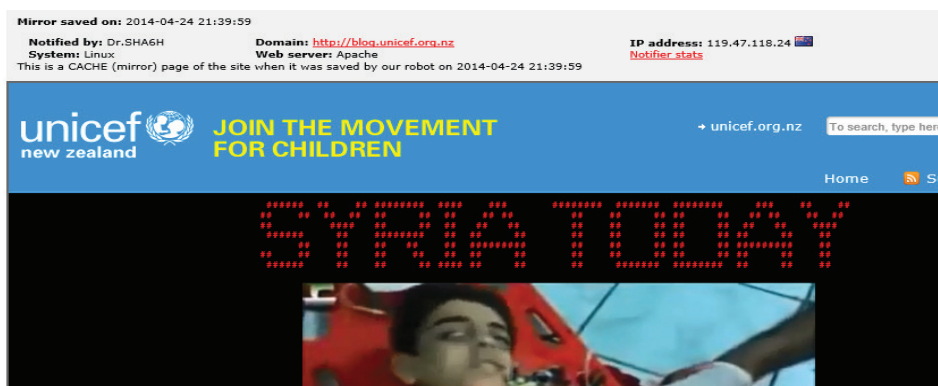 Mirror saved on: 2014-04-24 21:39:59
Notified by: Dr.SHA6H Domain: http://blog.unicef.org.nz IP address: 119.47.118.24
System: Linux Web server: Apache Notifier stats
This is a CACHE (mirror) page of the site when it was saved by our robot on 2014-04-24 21:39:59
unicef
new zealand
JOIN THE MOVEMENT
FOR CHILDREN
unicef.org.nz
To search, type here
Home S
SYRIA TODAY